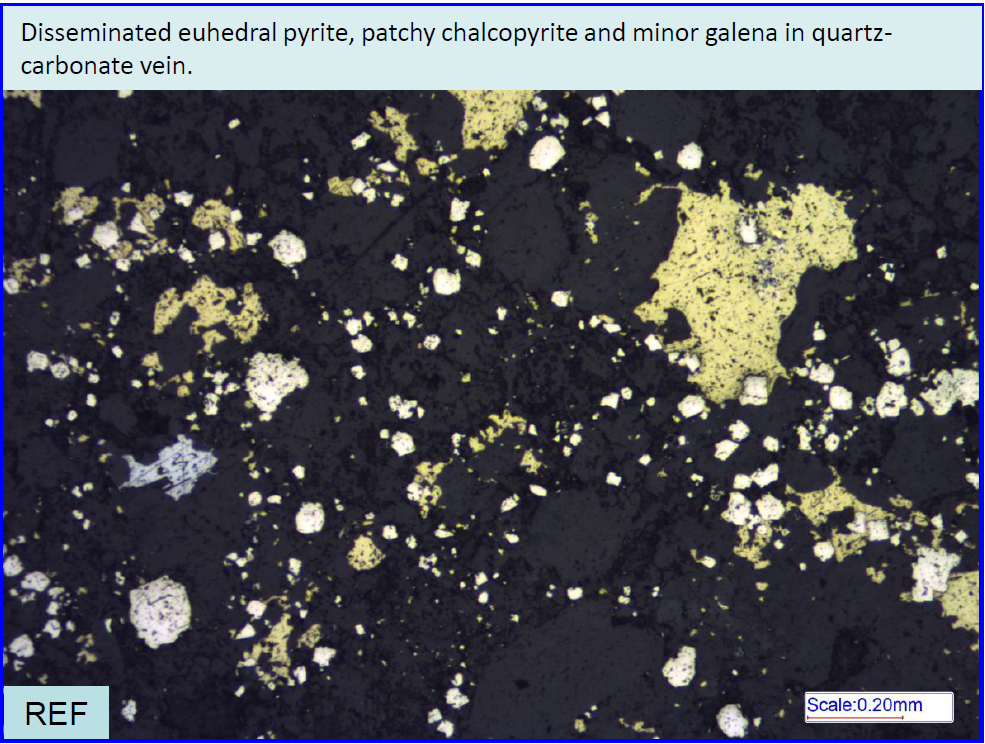 Disseminated euhedral pyrite, patchy chalcopyrite and minor galena in quartz-
carbonate vein.
REF
Scale:0.20mm